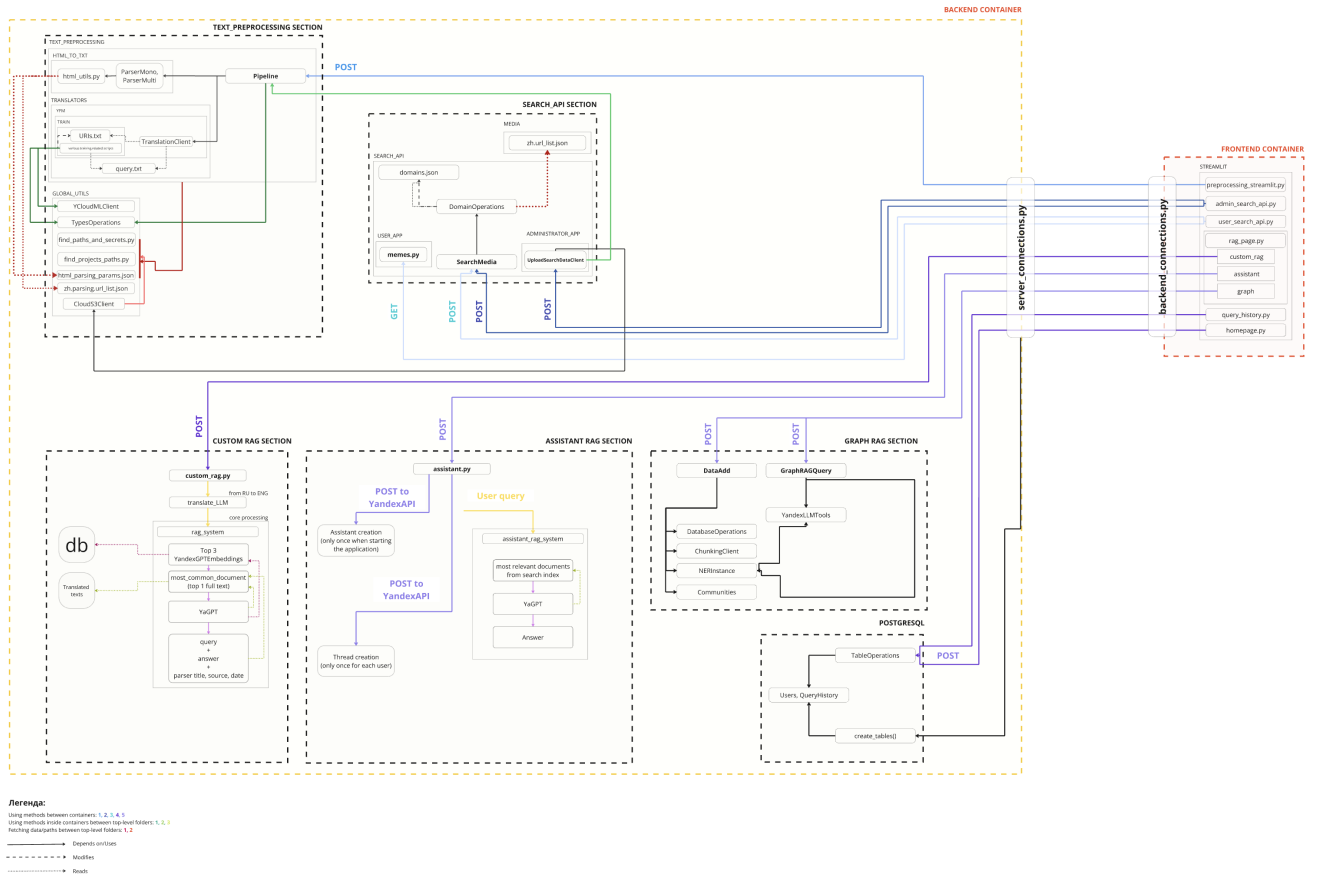 BACKEND CONTAINER
TEXT_PREPROCESSING SECTION
TEXT_PREPROCESSING
HTML_TO_TXT
html_utils.py
ParserMono,
ParserMulti
Pipeline
POST
TRANSLATORS
YPM
TRAIN
URIs.txt
TranslationClient
query.txt
GLOBAL_UTILS
YCloudMLClient
TypesOperations
find_paths_and_secrets.py
find_projects_paths.py
html_parsing_params.json
zh.parsing.url_list.json
CloudS3Client
SEARCH_API SECTION
MEDIA
zh.url_list.json
SEARCH_API
domains.json
DomainOperations
USER_APP
memes.py
SearchMedia
ADMINISTRATOR_APP
UploadSearchDataClient
GET
POST
POST
POST
server_connections.py
backend_connections.py
FRONTEND CONTAINER
STREAMLIT
preprocessing_streamlit.py
admin_search_api.py
user_search_api.py
rag_page.py
custom_rag
assistant
graph
query_history.py
homepage.py
POST
CUSTOM RAG SECTION
custom_rag.py
from RU to ENG
translate_LLM
core processing
rag_system
db
Top 3
YandexGPTEmbeddings
Translated
texts
most_common_document
(top 1 full text)
YaGPT
query
+
answer
+
parser title, source, date
POST
ASSISTANT RAG SECTION
assistant.py
POST to
YandexAPI
User query
Assistant creation
(only once when starting
the application)
assistant_rag_system
most relevant documents
from search index
POST to
YandexAPI
YaGPT
Answer
Thread creation
(only once for each user)
POST
POST
GRAPH RAG SECTION
DataAdd
GraphRAGQuery
YandexLLMTools
DatabaseOperations
ChunkingClient
NERInstance
Communities
POSTGRESQL
TableOperations
POST
Users, QueryHistory
create_tables()
Легенда:
Using methods between containers: 1, 2, 3, 4, 5
Using methods inside containers between top-level folders: 1, 2, 3
Fetching data/paths between top-level folders: 1, 2
Depends on/Uses
Modifies
Reads